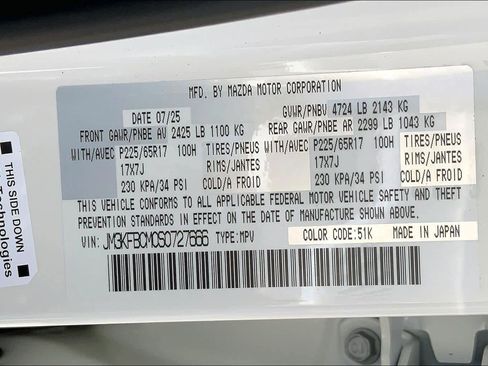 MFD. BY MAZDA MOTOR CORPORATION
DATE 07/25 GVWR/PNBV 4724 LB 2143 KG
FRONT GAWR/PNBE AV 2425 LB 1100 KG REAR GAWR/PNBE AR 2299 LB 1043 KG
WITH/AVEC P225/65R17 100H TIRES/PNEUS WITH/AVEC P225/65R17 100H TIRES/PNEUS
17X7J RIMS/JANTES 17X7J RIMS/JANTES
230 KPA/34 PSI COLD/A FROID 230 KPA/34 PSI COLD/A FROID
THIS VEHICLE CONFORMS TO ALL APPLICABLE FEDERAL MOTOR VEHICLE SAFETY AND THEFT
PREVENTION STANDARDS IN EFFECT ON THE DATE OF MANUFACTURE SHOWN ABOVE.
VIN: JM3KFBCM0S0727686 TYPE:MPV COLOR CODE:51K MADE IN JAPAN
THIS SIDE DOWN
Technologies